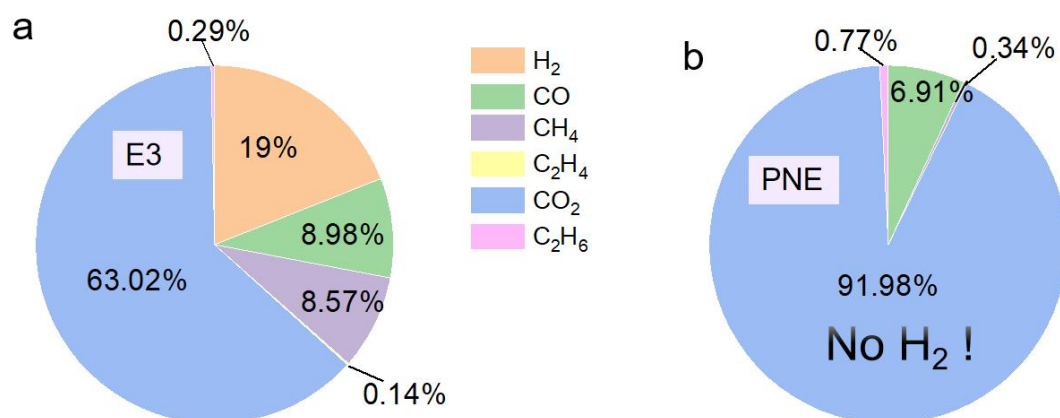 a
0.29%
E3
19%
8.98%
63.02%
8.57%
0.14%
H₂
CO
CH₄
C₂H₄
CO₂
C₂H₆
b
0.77%
0.34%
6.91%
PNE
91.98%
No H₂ !